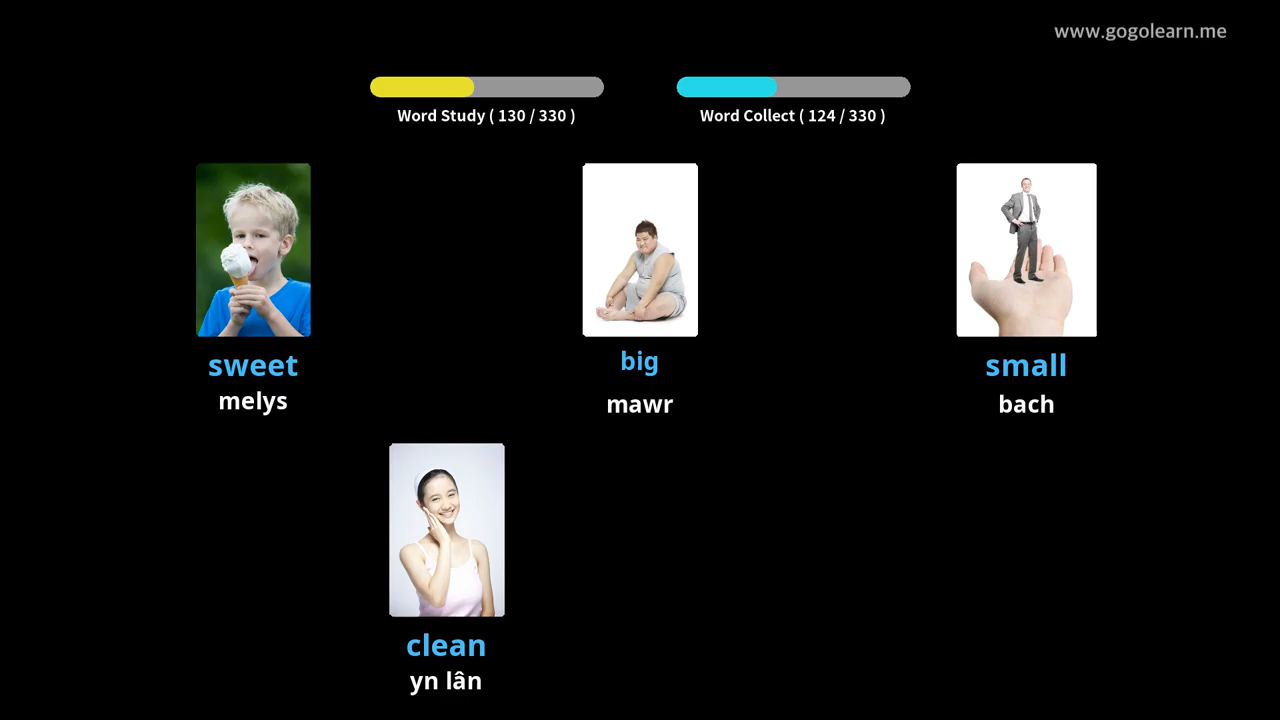 www.gogolearn.me
Word Study ( 130 / 330 )
Word Collect ( 124 / 330 )
sweet
melys
big
mawr
small
bach
clean
yn lân